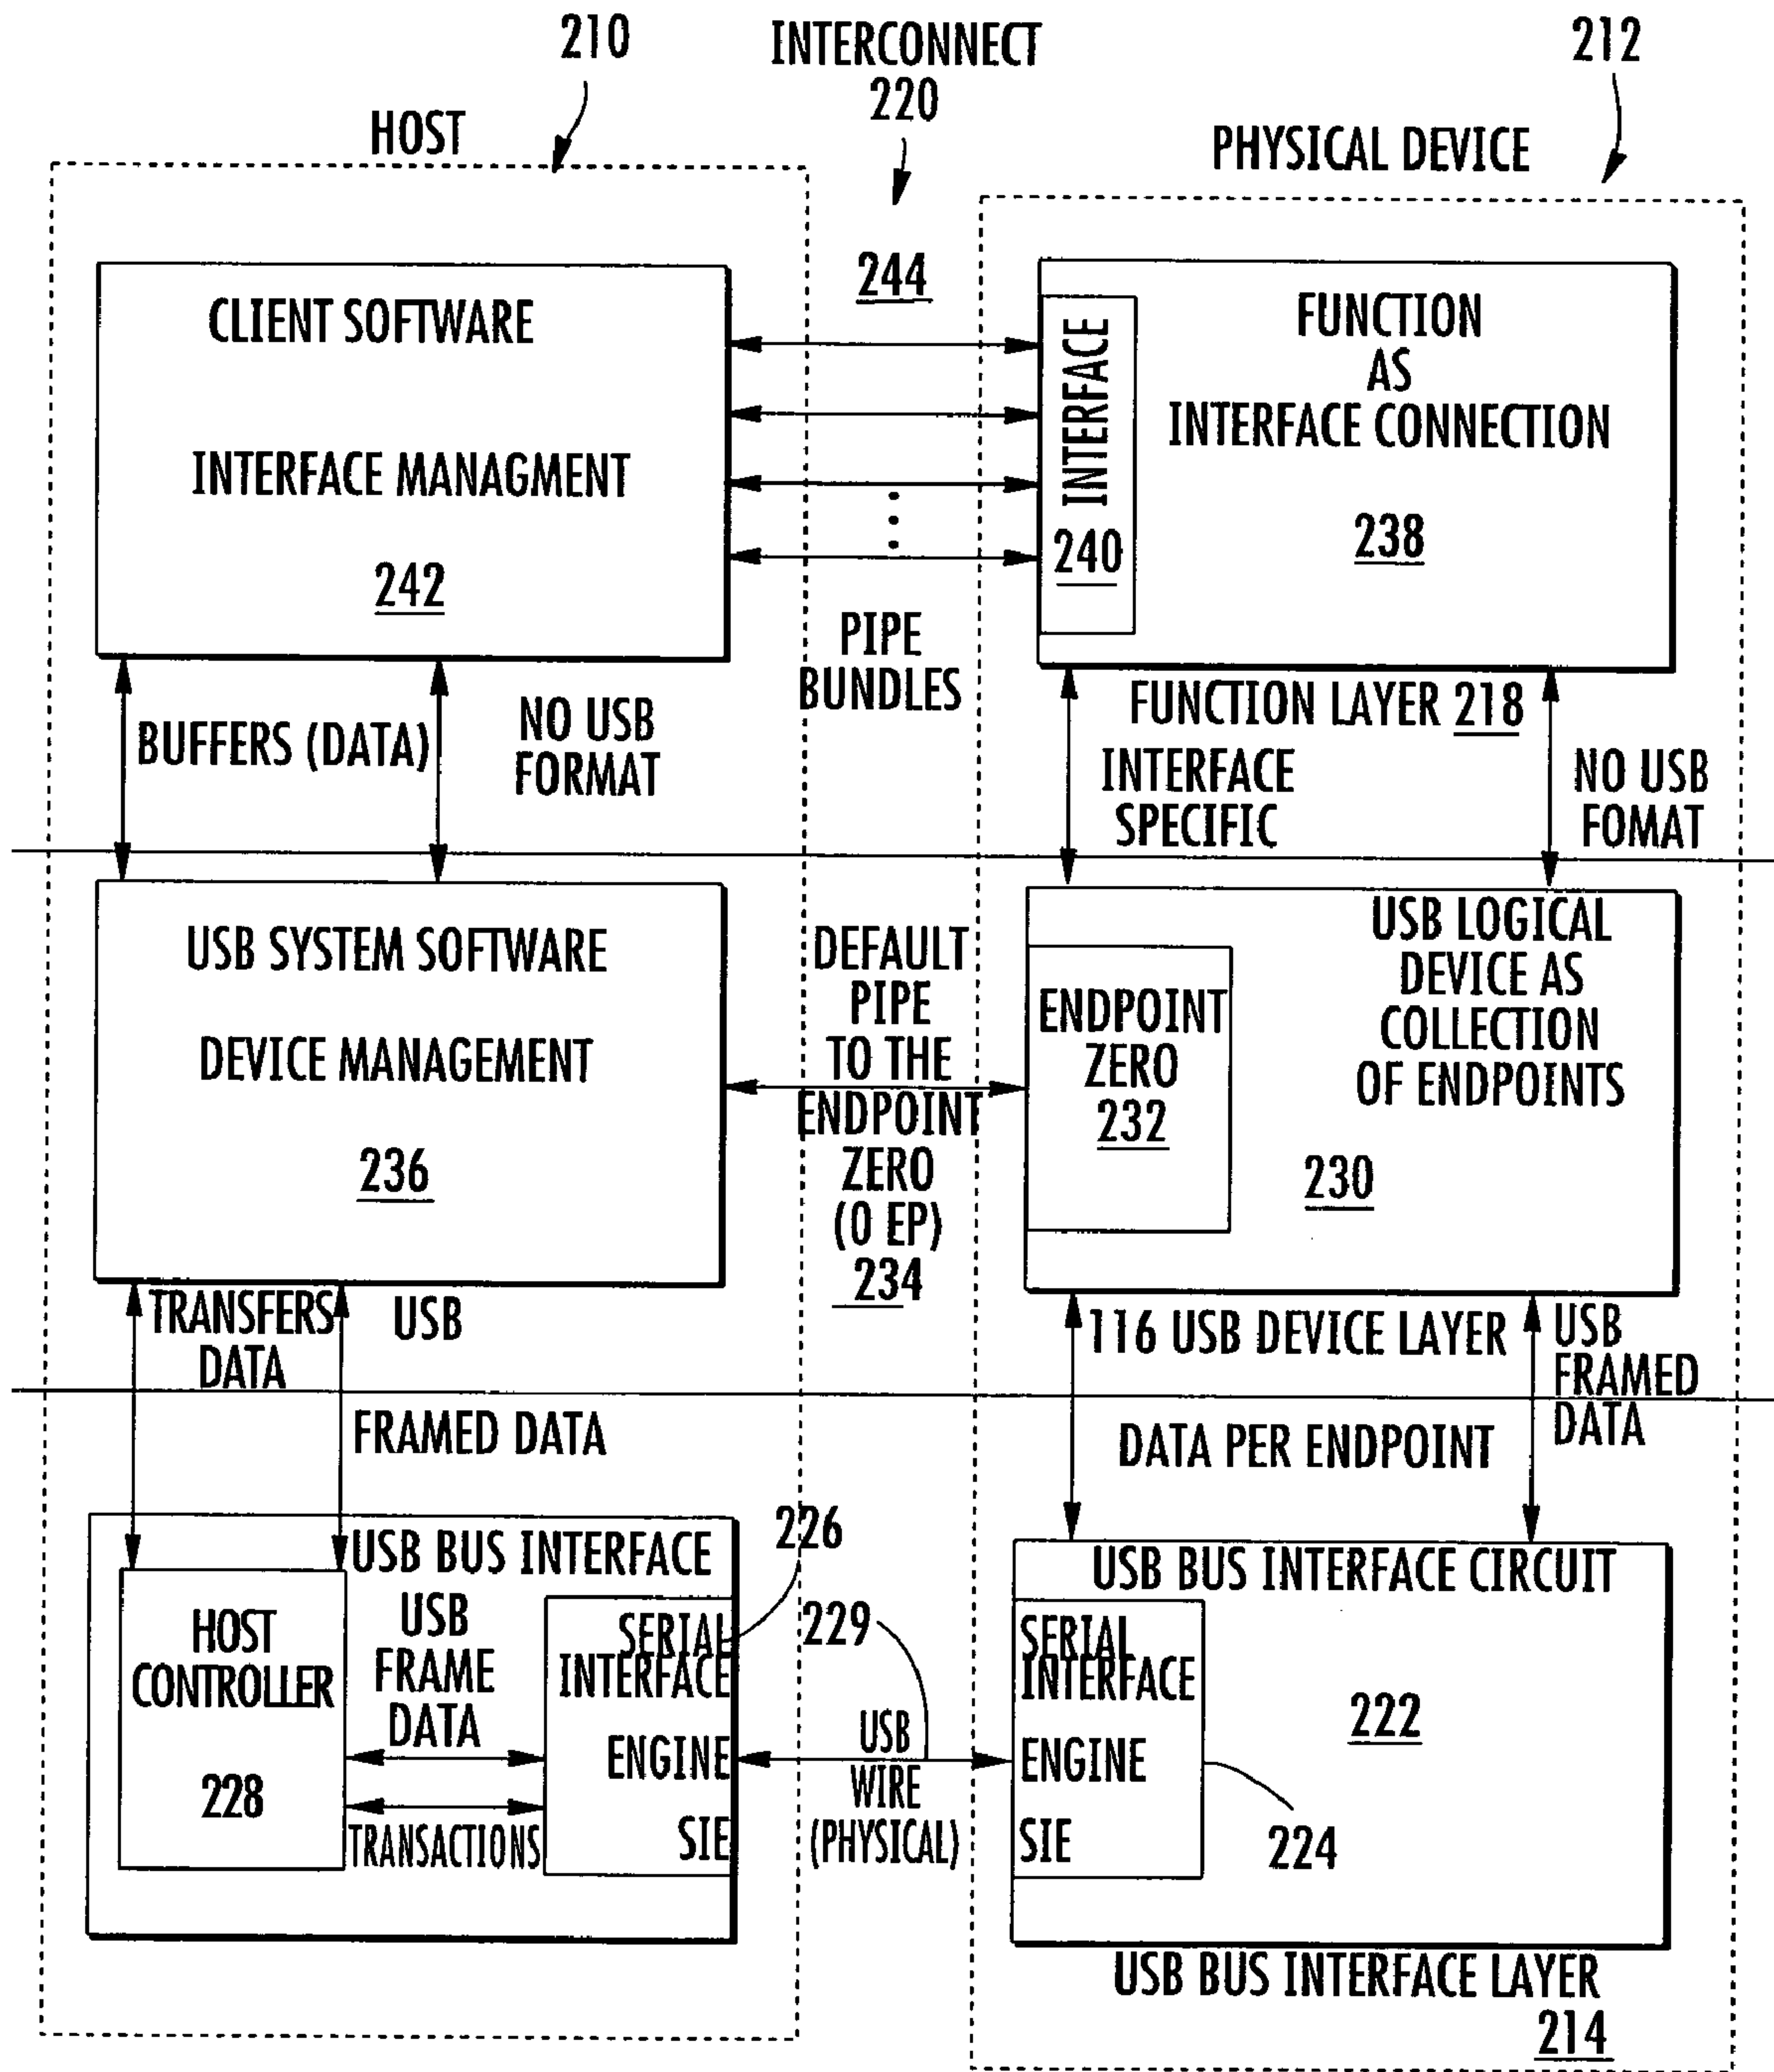 210
INTERCONNECT
220
212
HOST
PHYSICAL DEVICE
244
CLIENT SOFTWARE
INTERFACE MANAGMENT
242
INTERFACE
240
FUNCTION
AS
INTERFACE CONNECTION
238
PIPE
BUNDLES
BUFFERS (DATA)
NO USB
FORMAT
FUNCTION LAYER 218
INTERFACE
SPECIFIC
NO USB
FOMAT
USB SYSTEM SOFTWARE
DEVICE MANAGEMENT
236
DEFAULT
PIPE
TO THE
ENDPOINT
ZERO
(0 EP)
234
ENDPOINT
ZERO
232
USB LOGICAL
DEVICE AS
COLLECTION
OF ENDPOINTS
230
TRANSFERS
DATA
USB
FRAMED DATA
116 USB DEVICE LAYER
USB
FRAMED
DATA
DATA PER ENDPOINT
USB BUS INTERFACE
226
HOST
CONTROLLER
228
USB
FRAME
DATA
TRANSACTIONS
SERIAL
INTERFACE
ENGINE
SIE
229
USB
WIRE
(PHYSICAL)
USB BUS INTERFACE CIRCUIT
SERIAL
INTERFACE
ENGINE
SIE
222
224
USB BUS INTERFACE LAYER
214